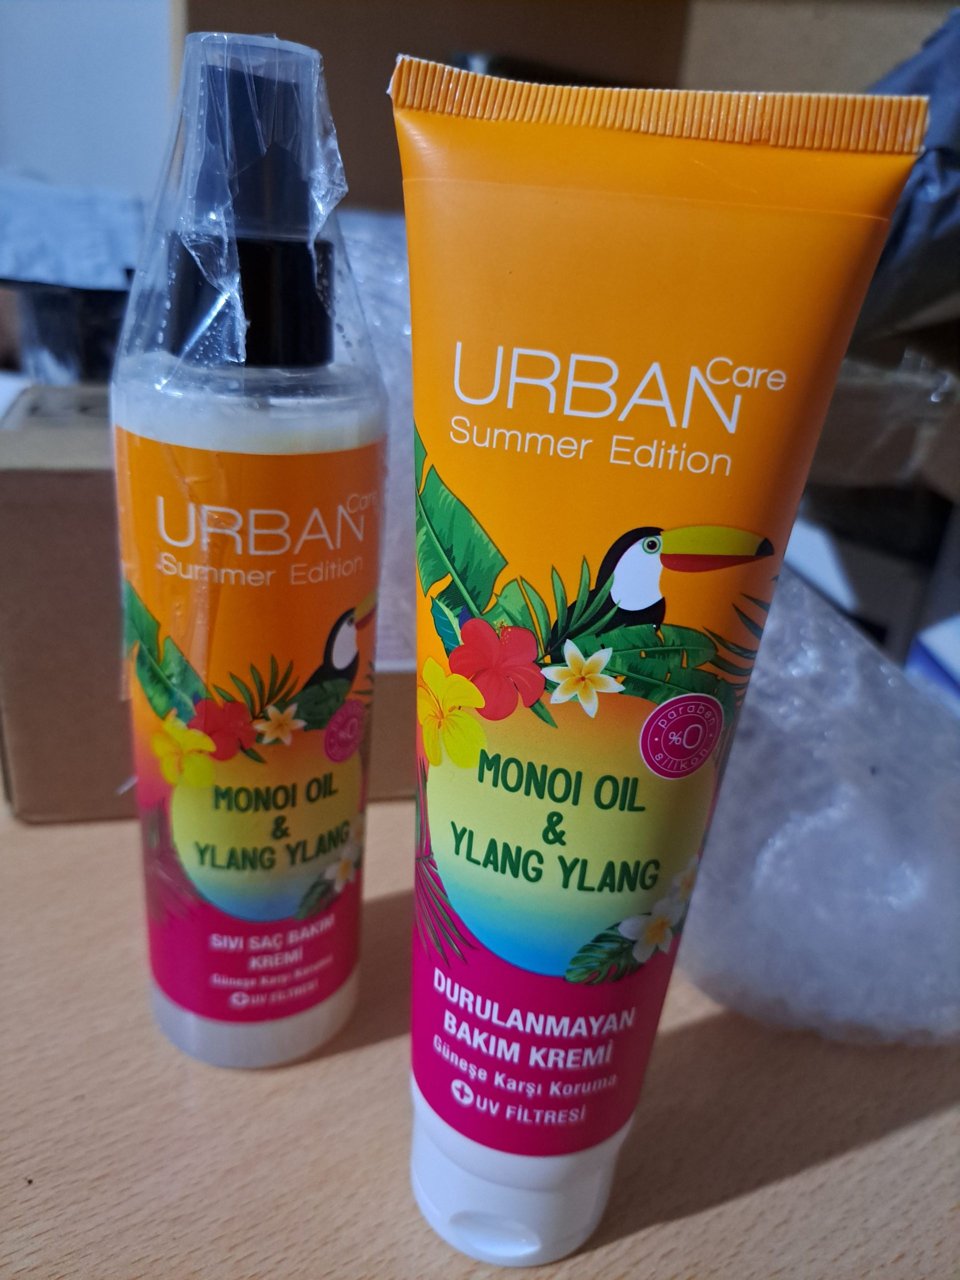 URBAN Care
Summer Edition
MONOI OIL
&
YLANG YLANG
SIVI SAÇ BAKIM
KREMİ
Güneşe Karşı Koruma
+UV FİLTRESİ
URBAN Care
Summer Edition
paraben
%0
silikon
MONOI OIL
&
YLANG YLANG
DURULANMAYAN
BAKIM KREMİ
Güneşe Karşı Koruma
+UV FİLTRESİ